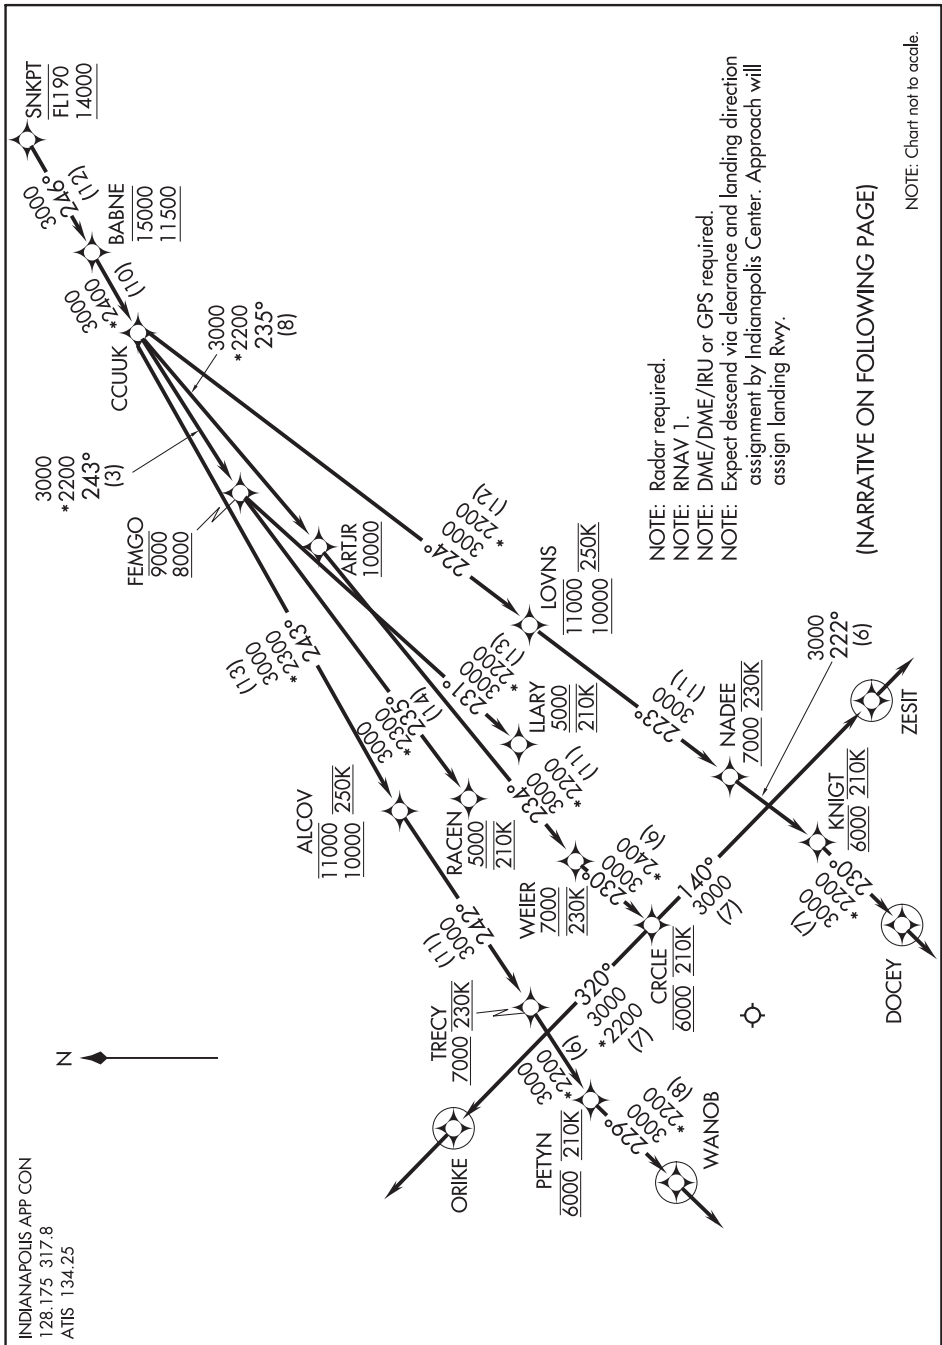 INDIANAPOLIS APP CON
128.175 317.8
ATIS 134.25
N
SNKPT
FL190
14000
3000
246°
(12)
BABNE
15000
11500
3000
*2400
(10)
CCUUK
3000
*2200
243°
(3)
3000
*2200
235°
(8)
FEMGO
9000
8000
ARTJR
10000
(13)
3000
*2300
243°
3000
*2300
235°
(14)
231°
3000
*2200
(13)
224°
3000
*2200
(12)
LOVNS
11000 250K
10000
LLARY
5000
210K
ALCOV
11000 250K
10000
RACEN
5000
210K
234°
3000
*2200
(11)
WEIER
7000
230K
230°
3000
*2400
(6)
223°
3000
(11)
NADEE
7000 230K
3000
222°
(6)
(11)
3000
242°
TRECY
7000 230K
3000
*2200
(6)
PETYN
6000 210K
229°
3000
*2200
(8)
WANOB
ORIKE
320°
3000
*2200
(7)
CRCLE
6000 210K
140°
3000
(7)
ZESIT
KNIGT
6000 210K
230°
*2200
3000
(7)
DOCEY
NOTE: Radar required.
NOTE: RNAV 1.
NOTE: DME/DME/IRU or GPS required.
NOTE: Expect descend via clearance and landing direction
assignment by Indianapolis Center. Approach will
assign landing Rwy.
(NARRATIVE ON FOLLOWING PAGE)
NOTE: Chart not to acale.